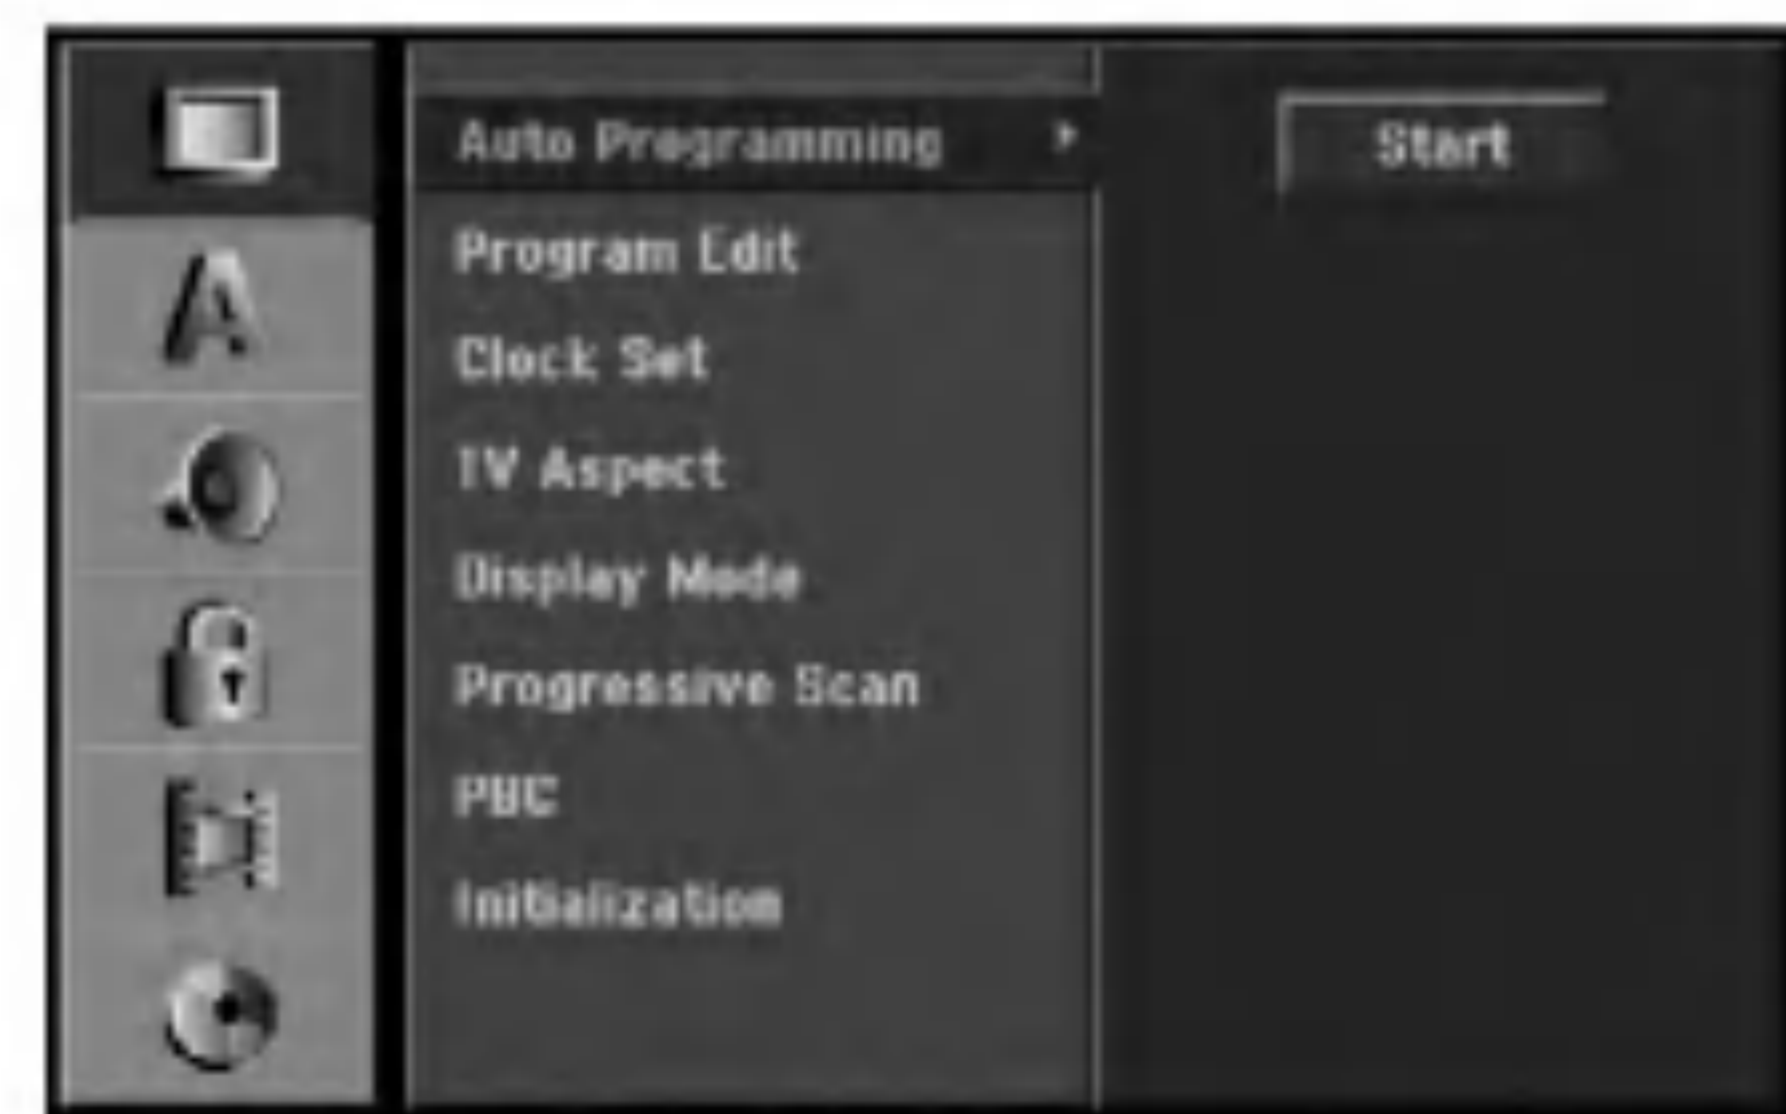 Auto Programming Start
Program Edit
Clock Set
TV Aspect
Display Mode
Progressive Scan
PBC
Initialization
A